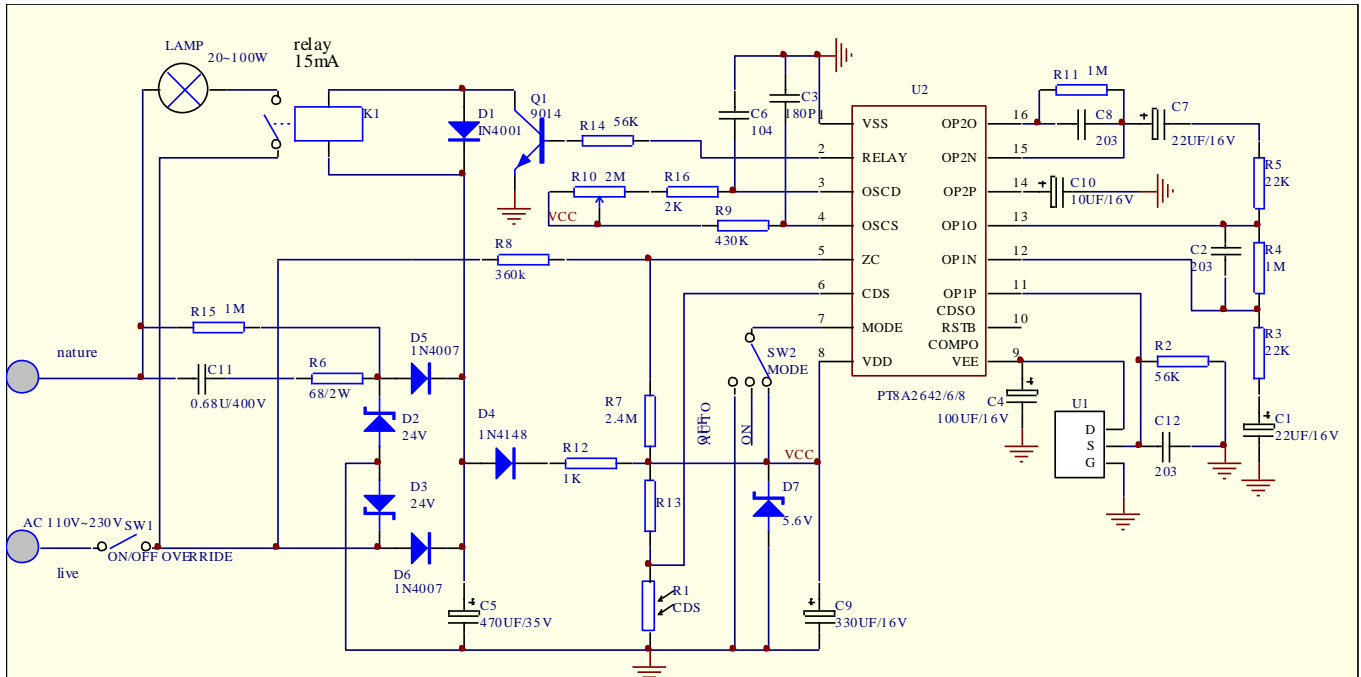 LAMP
20~100W
relay
15mA
K1
D1
IN4001
Q1
9014
R14 56K
C6
104
C3
180P
R10 2M
R16
2K
VCC
R9
430K
R8
360k
U2
1 VSS
2 RELAY
3 OSCD
4 OSCS
5 ZC
6 CDS
7 MODE
8 VDD
OP2O 16
OP2N 15
OP2P 14
OP1O 13
OP1N 12
OP1P 11
CDSO
RSTB 10
COMPO
VEE 9
PT8A2642/6/8
R11 1M
C8
203
C7
22UF/16V
C10
10UF/16V
R5
22K
C2
203
R4
1M
R3
22K
R2
56K
C1
22UF/16V
C4
100UF/16V
U1
D
S
G
C12
203
R15 1M
nature
C11
0.68U/400V
R6
68/2W
D5
1N4007
D2
24V
D4
1N4148
R12
1K
R7
2.4M
SW2
MODE
OFF
AUTO
ON
VCC
D3
24V
R13
D7
5.6V
AC 110V~230V
SW1
ON/OFF OVERRIDE
live
D6
1N4007
C5
470UF/35V
R1
CDS
C9
330UF/16V